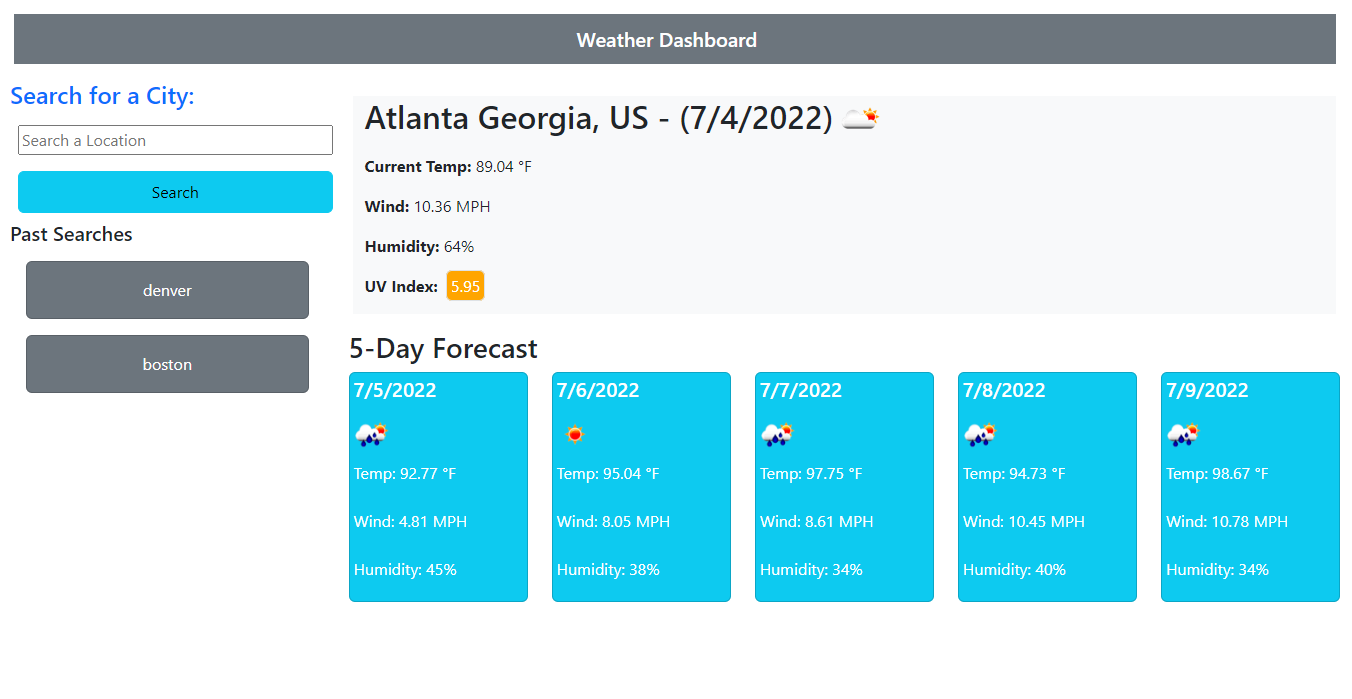 Weather Dashboard
Search for a City:
Search a Location
Search
Past Searches
denver
boston
Atlanta Georgia, US - (7/4/2022)
Current Temp: 89.04 °F
Wind: 10.36 MPH
Humidity: 64%
UV Index: 5.95
5-Day Forecast
7/5/2022
Temp: 92.77 °F
Wind: 4.81 MPH
Humidity: 45%
7/6/2022
Temp: 95.04 °F
Wind: 8.05 MPH
Humidity: 38%
7/7/2022
Temp: 97.75 °F
Wind: 8.61 MPH
Humidity: 34%
7/8/2022
Temp: 94.73 °F
Wind: 10.45 MPH
Humidity: 40%
7/9/2022
Temp: 98.67 °F
Wind: 10.78 MPH
Humidity: 34%